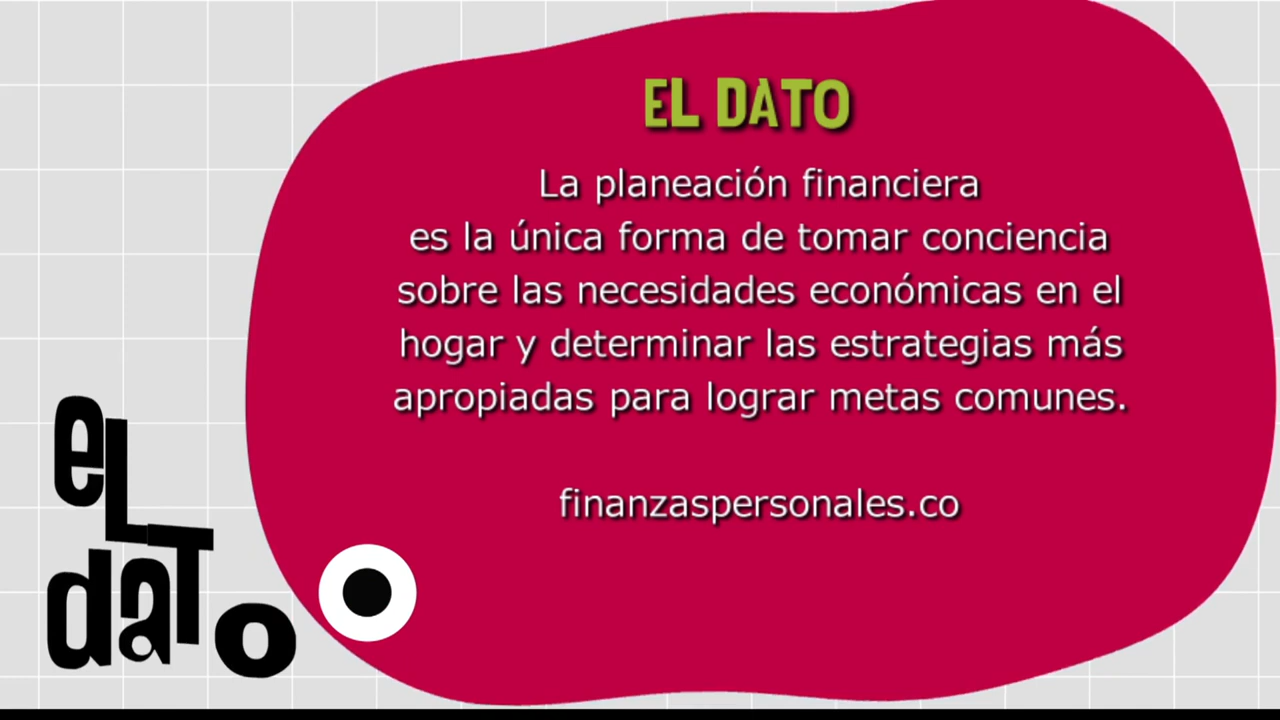 EL DATO
La planeación financiera
es la única forma de tomar conciencia
sobre las necesidades económicas en el
hogar y determinar las estrategias más
apropiadas para lograr metas comunes.
finanzaspersonales.co
eL
daTo